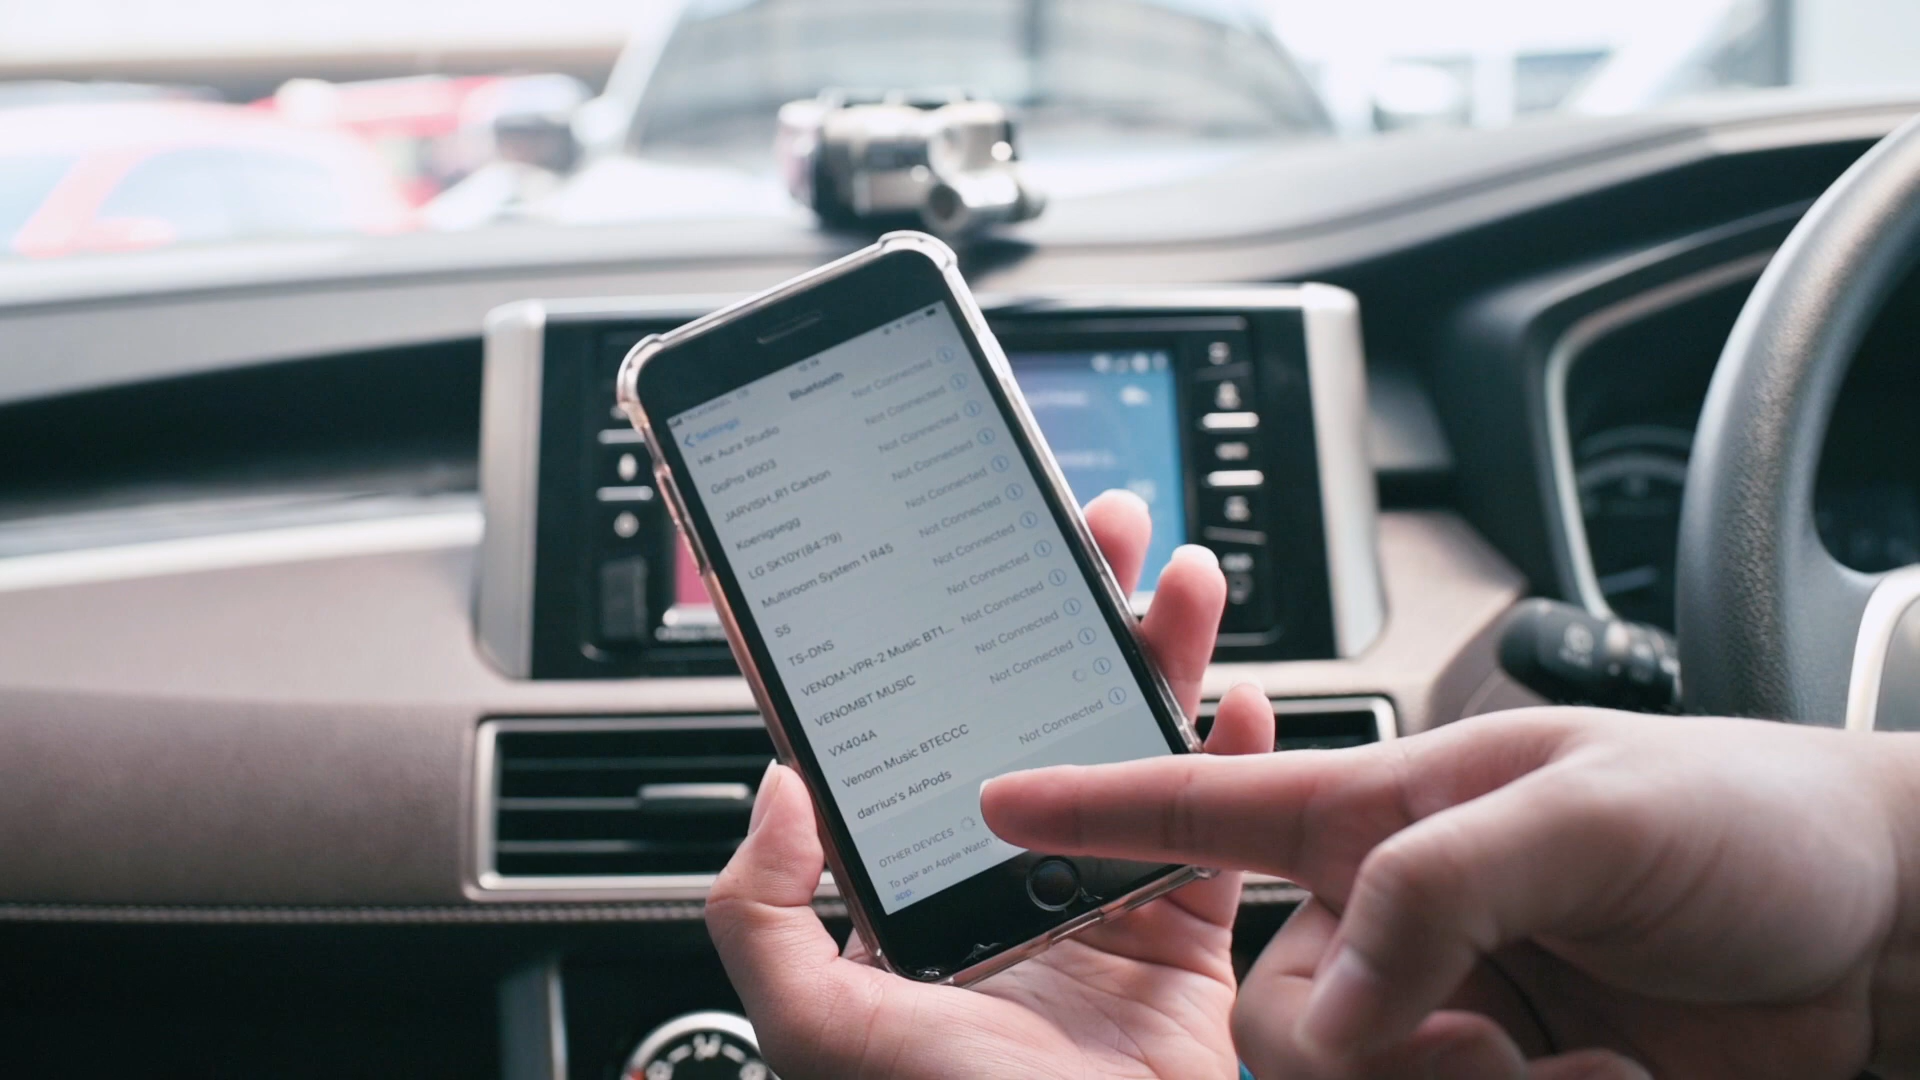 Bluetooth
Settings
Not Connected
HK Aura Studio Not Connected
GoPro 6003 Not Connected
JARVISH_R1 Carbon Not Connected
Koenigsegg Not Connected
LG SK10Y(84:79) Not Connected
Multiroom System 1 R45 Not Connected
S5 Not Connected
TS-DNS Not Connected
VENOM-VPR-2 Music BT1... Not Connected
VENOMBT MUSIC Not Connected
VX404A
Venom Music BTECCC
darrius's AirPods Not Connected
OTHER DEVICES
To pair an Apple Watch
app.